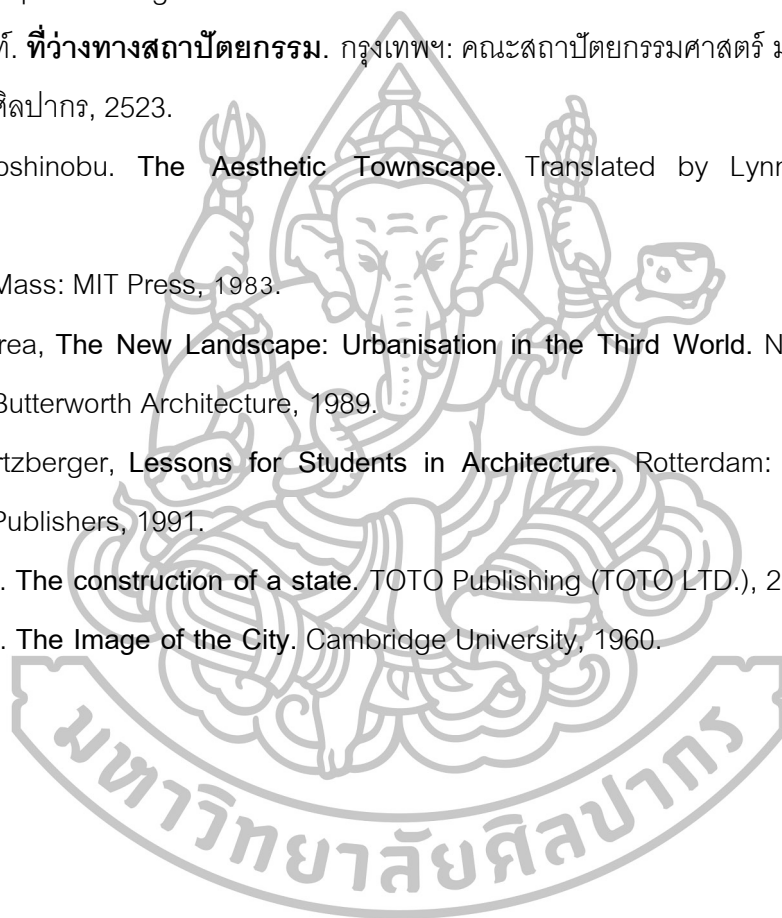 ท์. ที่ว่างทางสถาปัตยกรรม. กรุงเทพฯ: คณะสถาปัตยกรรมศาสตร์ ม
ศิลปากร, 2523.
oshinobu. The Aesthetic Townscape. Translated by Lynn
Mass: MIT Press, 1983.
rea, The New Landscape: Urbanisation in the Third World. N
Butterworth Architecture, 1989.
rtzberger, Lessons for Students in Architecture. Rotterdam:
Publishers, 1991.
. The construction of a state. TOTO Publishing (TOTO LTD.), 2
. The Image of the City. Cambridge University, 1960.
มหาวิทยาลัยศิลปากร